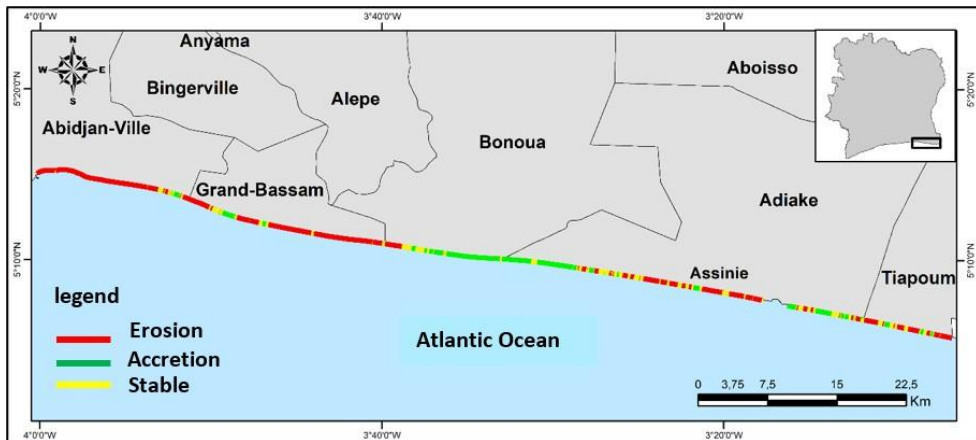 4°0'0"W
3°40'0"W
3°20'0"W
N
W E
S
5°20'0"N
5°20'0"N
Anyama
Bingerville
Alepe
Aboisso
Abidjan-Ville
Bonoua
Grand-Bassam
Adiake
5°10'0"N
5°10'0"N
Assinie
Tiapoum
legend
Erosion
Accretion
Stable
Atlantic Ocean
0 3,75 7,5 15 22,5
Km
4°0'0"W
3°40'0"W
3°20'0"W